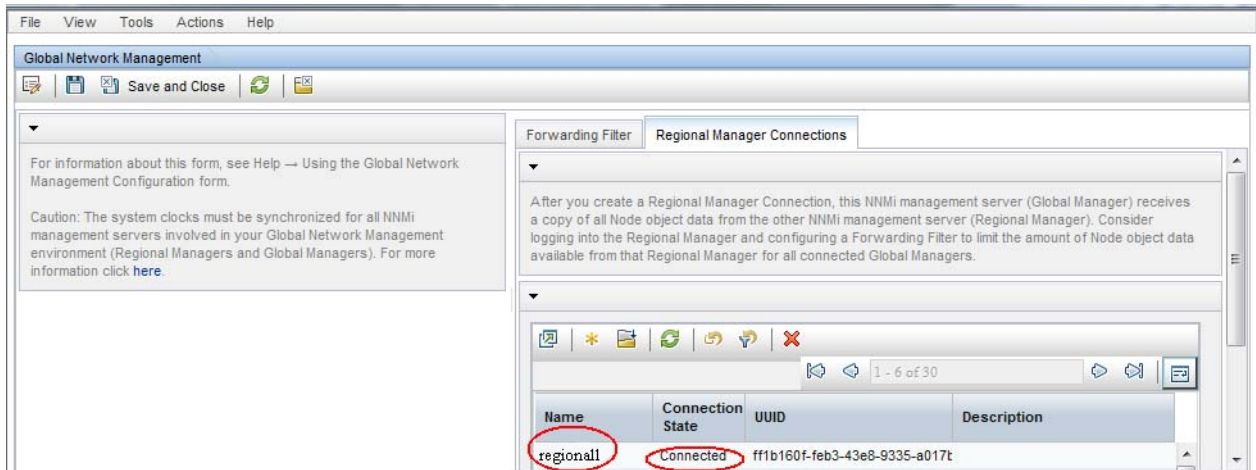 File View Tools Actions Help
Global Network Management
Save and Close
For information about this form, see Help → Using the Global Network
Management Configuration form.
Caution: The system clocks must be synchronized for all NNMi
management servers involved in your Global Network Management
environment (Regional Managers and Global Managers). For more
information click here.
Forwarding Filter Regional Manager Connections
After you create a Regional Manager Connection, this NNMi management server (Global Manager) receives
a copy of all Node object data from the other NNMi management server (Regional Manager). Consider
logging into the Regional Manager and configuring a Forwarding Filter to limit the amount of Node object data
available from that Regional Manager for all connected Global Managers.
1 - 6 of 30
Name Connection State UUID Description
regional1 Connected ff1b160f-feb3-43e8-9335-a017b